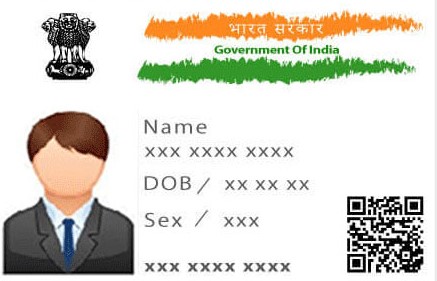 भारत सरकार
Government Of India
Name
xxx xxxx xxxx
DOB / xx xx xx
Sex / xxx
xxx xxxx xxxx